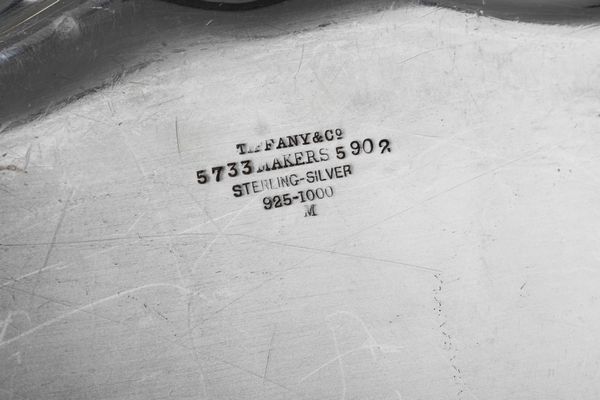 TIFFANY & Co
5733 MAKERS 5902
STERLING-SILVER
925-1000
M